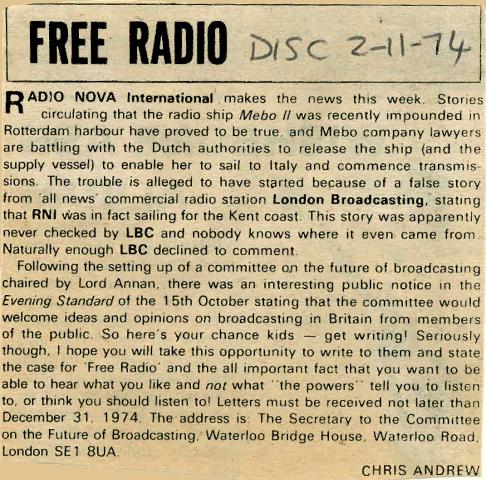 FREE RADIO DISC 2-11-74
RADIO NOVA International makes the news this week. Stories
circulating that the radio ship Mebo II was recently impounded in
Rotterdam harbour have proved to be true, and Mebo company lawyers
are battling with the Dutch authorities to release the ship (and the
supply vessel) to enable her to sail to Italy and commence transmis-
sions. The trouble is alleged to have started because of a false story
from 'all news' commercial radio station London Broadcasting, stating
that RNI was in fact sailing for the Kent coast. This story was apparently
never checked by LBC and nobody knows where it even came from.
Naturally enough LBC declined to comment.
Following the setting up of a committee on the future of broadcasting
chaired by Lord Annan, there was an interesting public notice in the
Evening Standard of the 15th October stating that the committee would
welcome ideas and opinions on broadcasting in Britain from members
of the public. So here's your chance kids — get writing! Seriously
though, I hope you will take this opportunity to write to them and state
the case for 'Free Radio' and the all important fact that you want to be
able to hear what you like and not what "the powers" tell you to listen
to, or think you should listen to! Letters must be received not later than
December 31, 1974. The address is: The Secretary to the Committee
on the Future of Broadcasting, Waterloo Bridge House, Waterloo Road,
London SE1 8UA
CHRIS ANDREW